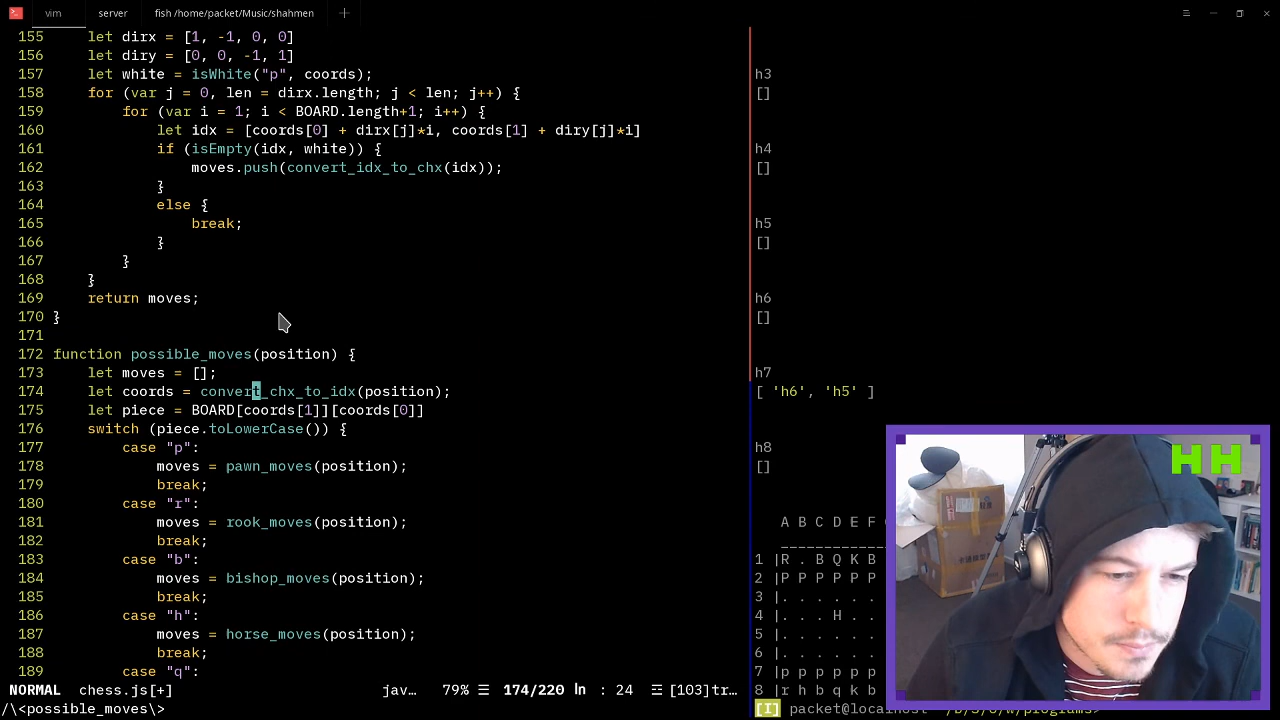 vim server fish /home/packet/Music/shahmen
155 let dirx = [1, -1, 0, 0]
156 let diry = [0, 0, -1, 1]
157 let white = isWhite("p", coords);
158 for (var j = 0, len = dirx.length; j < len; j++) {
159 for (var i = 1; i < BOARD.length+1; i++) {
160 let idx = [coords[0] + dirx[j]*i, coords[1] + diry[j]*i]
161 if (isEmpty(idx, white)) {
162 moves.push(convert_idx_to_chx(idx));
163 }
164 else {
165 break;
166 }
167 }
168 }
169 return moves;
170 }
171
172 function possible_moves(position) {
173 let moves = [];
174 let coords = convert_chx_to_idx(position);
175 let piece = BOARD[coords[1]][coords[0]]
176 switch (piece.toLowerCase()) {
177 case "p":
178 moves = pawn_moves(position);
179 break;
180 case "r":
181 moves = rook_moves(position);
182 break;
183 case "b":
184 moves = bishop_moves(position);
185 break;
186 case "h":
187 moves = horse_moves(position);
188 break;
189 case "q":
NORMAL chess.js[+] jav… 79% ☰ 174/220 ln : 24 ☲ [103]tr…
/\<possible_moves\>
h3
[]
h4
[]
h5
[]
h6
[]
h7
[ 'h6', 'h5' ]
h8
[]
A B C D E F
1 |R . B Q K B
2 |P P P P P P
3 |. . . . . .
4 |. . . H . .
5 |. . . . . .
6 |. . . . . .
7 |p p p p p p
8 |r h b q k b
[I] packet@localhost ~/b/S/o/w/programs>
HH